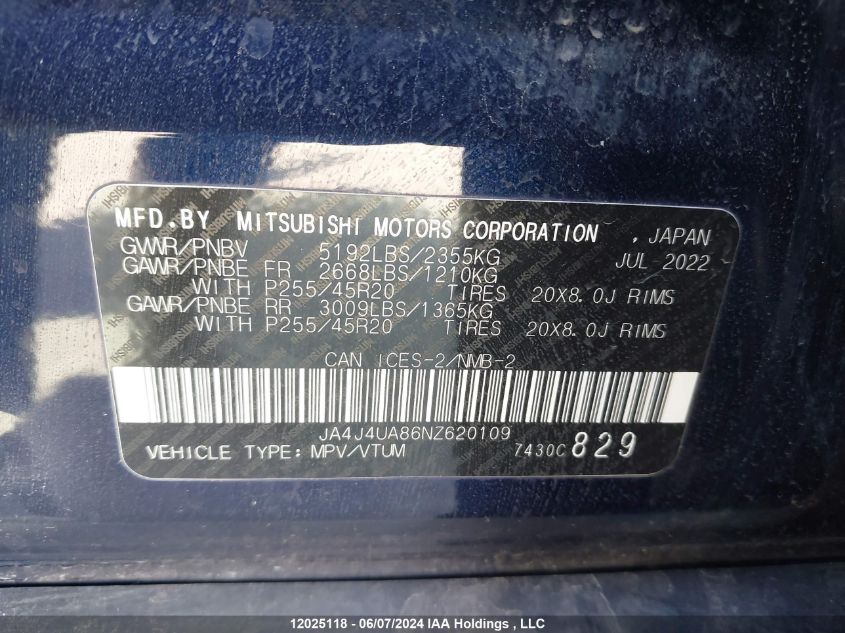 MFD.BY MITSUBISHI MOTORS CORPORATION , JAPAN
GVWR/PNBV 5192LBS/2355KG JUL 2022
GAWR/PNBE FR 2668LBS/1210KG
WITH P255/45R20 TIRES 20X8.0J RIMS
GAWR/PNBE RR 3009LBS/1365KG
WITH P255/45R20 TIRES 20X8.0J RIMS
CAN ICES-2/NMB-2
JA4J4UA86NZ620109
VEHICLE TYPE: MPV/VTUM 7430C 829
12025118 - 06/07/2024 IAA Holdings , LLC